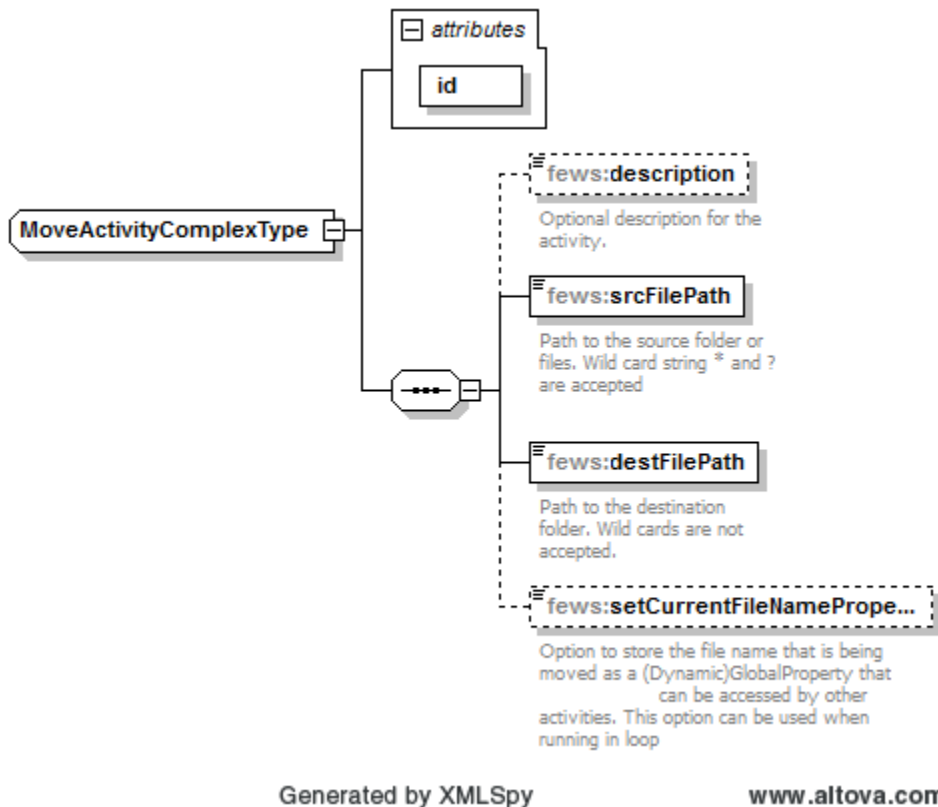 attributes
id
MoveActivityComplexType
fews:description
Optional description for the
activity.
fews:srcFilePath
Path to the source folder or
files. Wild card string * and ?
are accepted
fews:destFilePath
Path to the destination
folder. Wild cards are not
accepted.
fews:setCurrentFileNamePrope...
Option to store the file name that is being
moved as a (Dynamic)GlobalProperty that
can be accessed by other
activities. This option can be used when
running in loop
Generated by XMLSpy
www.altova.com